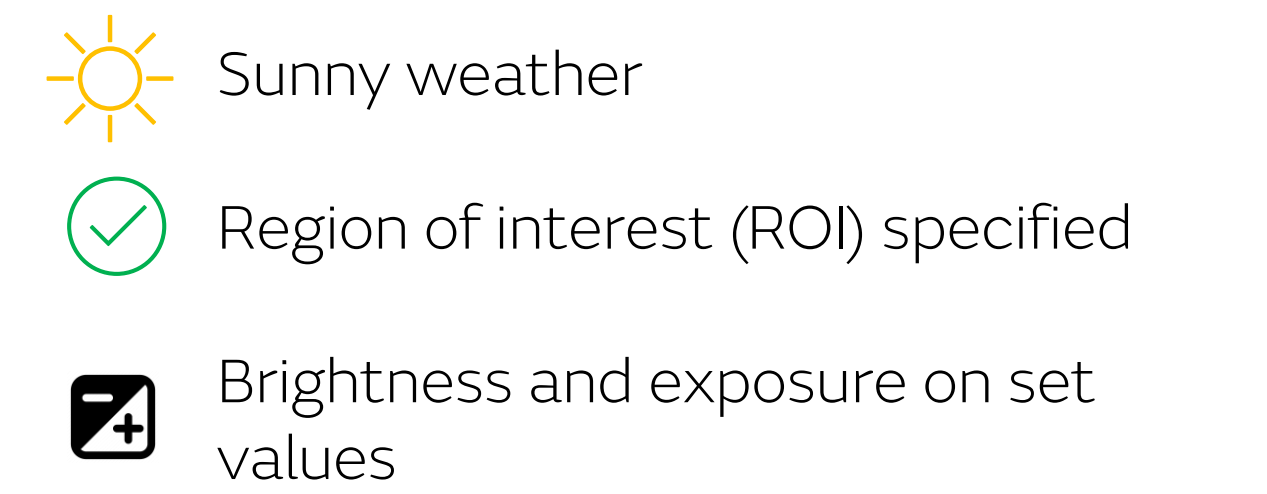 Sunny weather
Region of interest (ROI) specified
Brightness and exposure on set
values